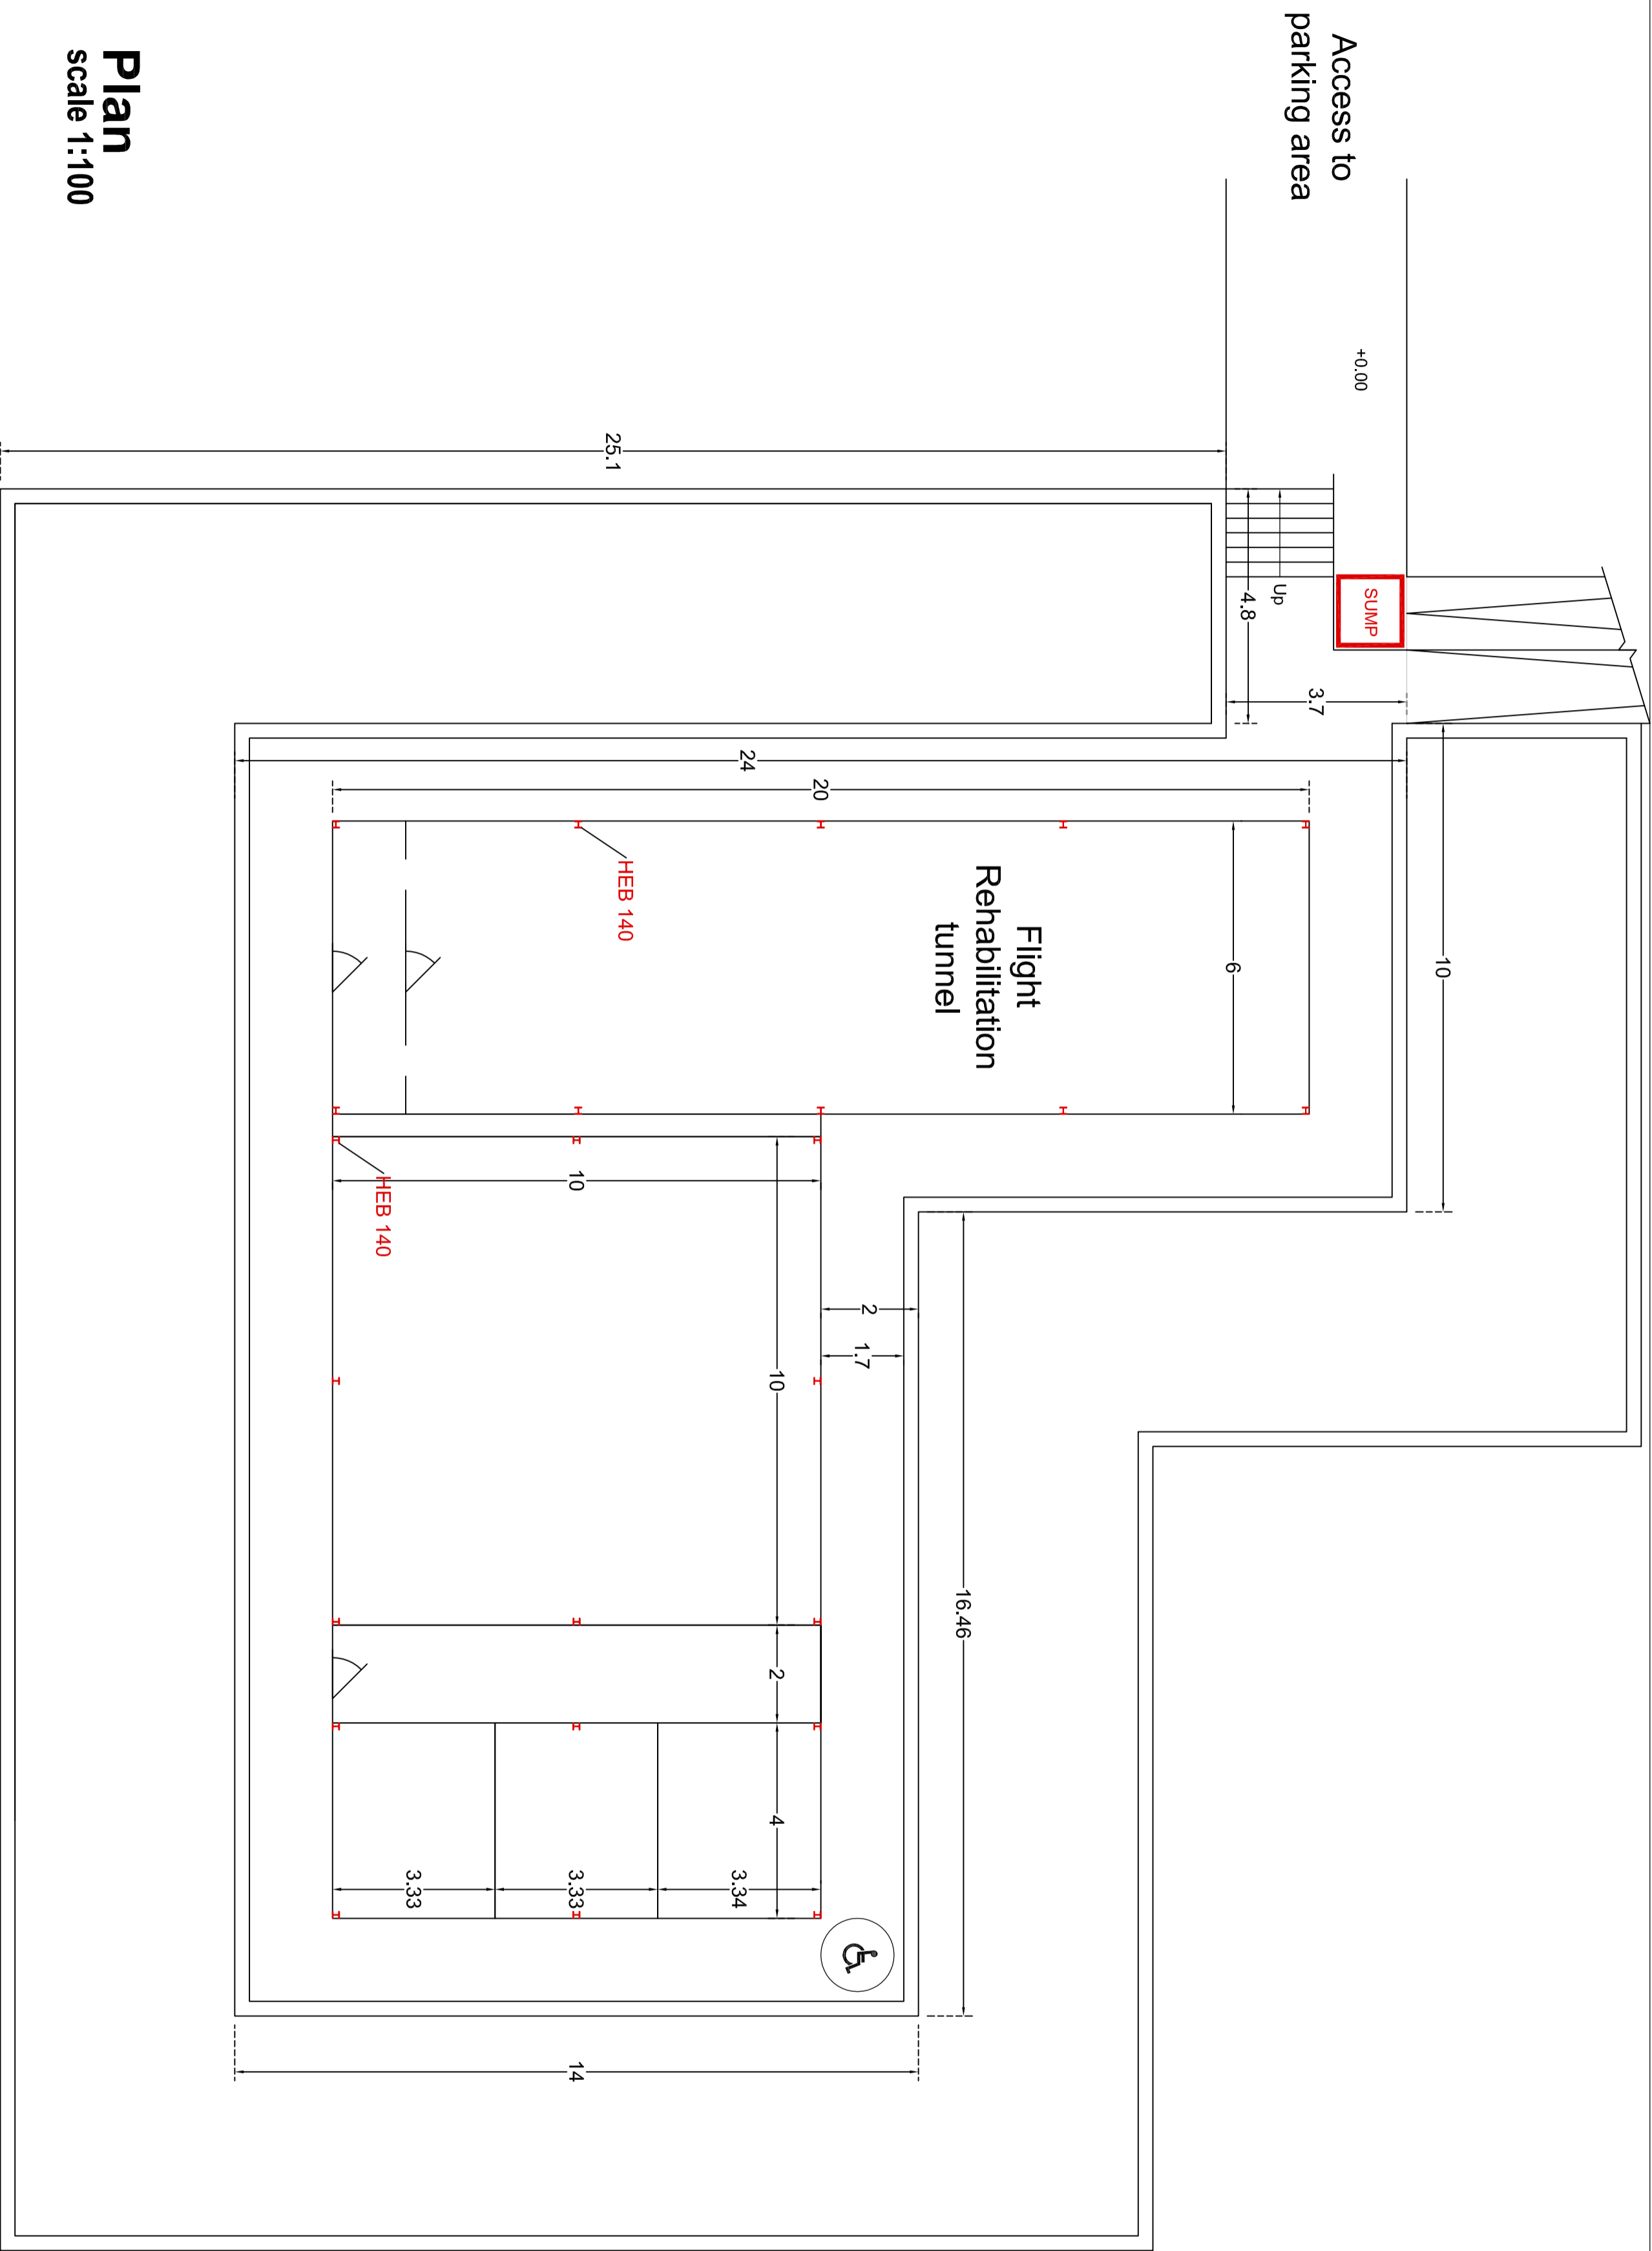 Access to
parking area
+0.00
25.1
Up
4.8
SUMP
3.7
24
20
10
HEB 140
Flight
Rehabilitation
tunnel
6
HEB 140
10
10
2
1.7
16.46
2
4
3.33
3.33
3.34
14
Plan
scale 1:100